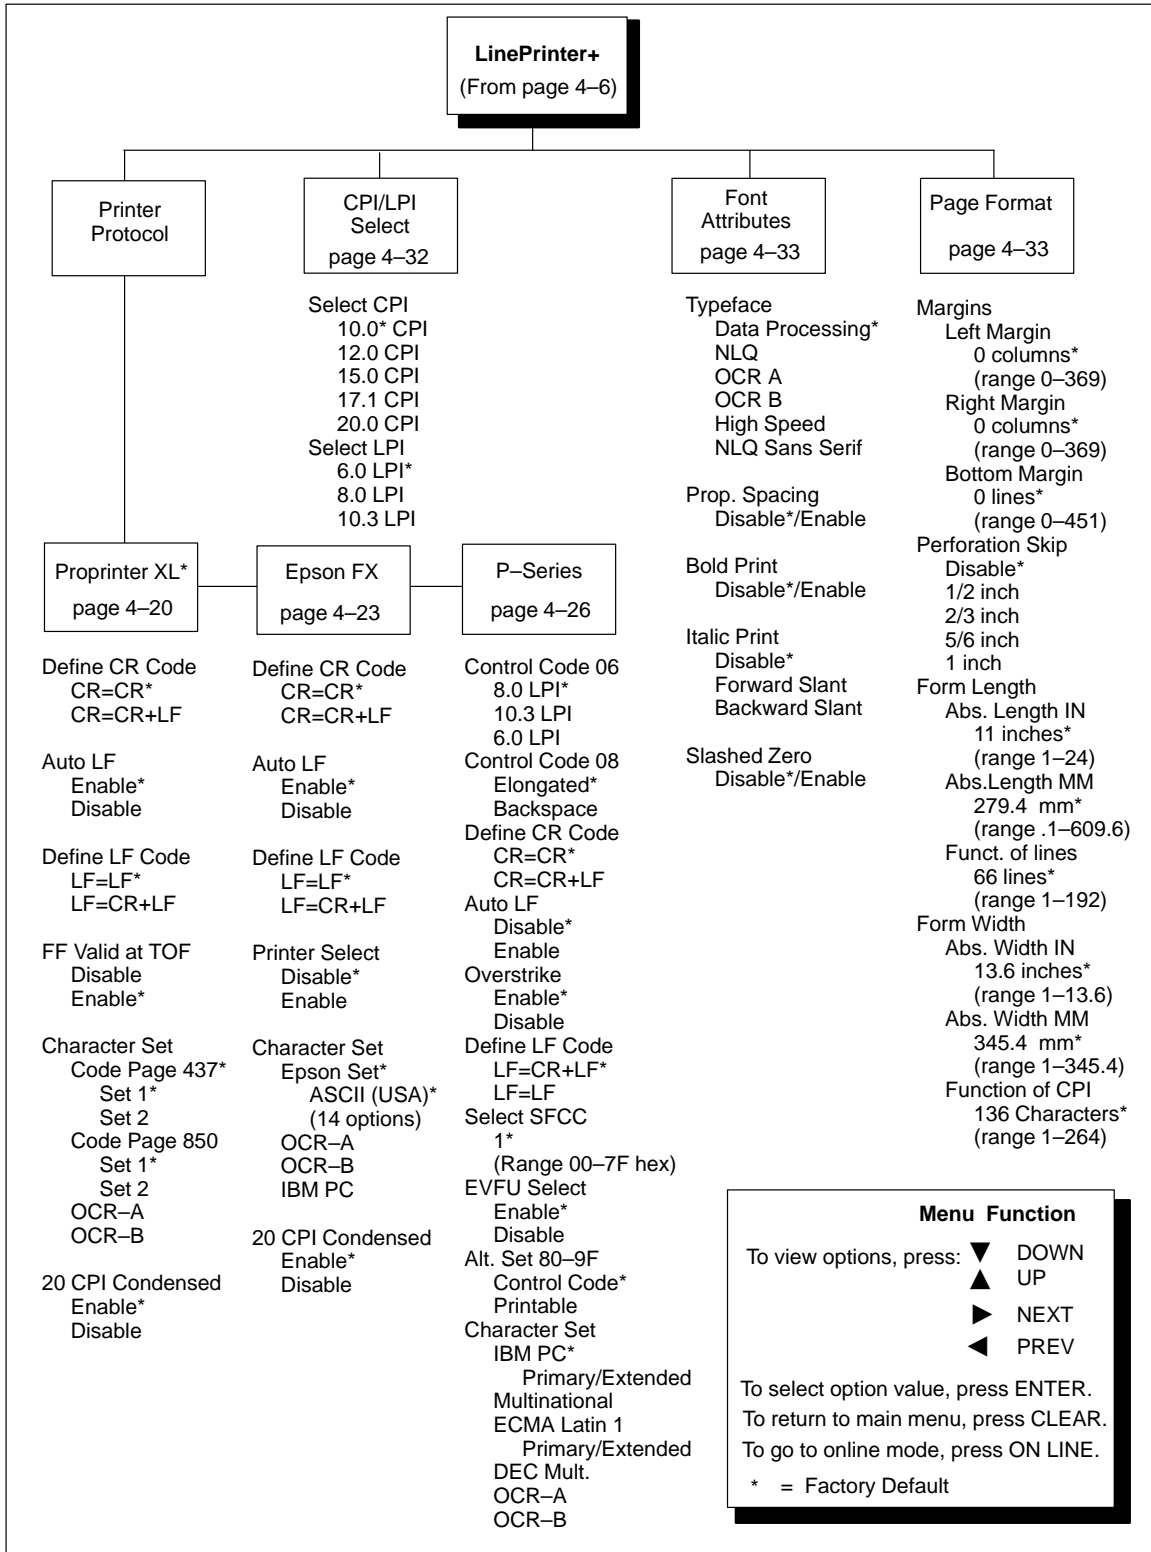 LinePrinter+
(From page 4–6)
Printer
Protocol
CPI/LPI
Select
page 4–32
Font
Attributes
page 4–33
Page Format
page 4–33
Select CPI
10.0* CPI
12.0 CPI
15.0 CPI
17.1 CPI
20.0 CPI
Select LPI
6.0 LPI*
8.0 LPI
10.3 LPI
Typeface
Data Processing*
NLQ
OCR A
OCR B
High Speed
NLQ Sans Serif
Prop. Spacing
Disable*/Enable
Bold Print
Disable*/Enable
Italic Print
Disable*
Forward Slant
Backward Slant
Slashed Zero
Disable*/Enable
Margins
Left Margin
0 columns*
(range 0–369)
Right Margin
0 columns*
(range 0–369)
Bottom Margin
0 lines*
(range 0–451)
Perforation Skip
Disable*
1/2 inch
2/3 inch
5/6 inch
1 inch
Form Length
Abs. Length IN
11 inches*
(range 1–24)
Abs.Length MM
279.4 mm*
(range .1–609.6)
Funct. of lines
66 lines*
(range 1–192)
Form Width
Abs. Width IN
13.6 inches*
(range 1–13.6)
Abs. Width MM
345.4 mm*
(range 1–345.4)
Function of CPI
136 Characters*
(range 1–264)
Proprinter XL*
page 4–20
Epson FX
page 4–23
P–Series
page 4–26
Define CR Code
CR=CR*
CR=CR+LF
Auto LF
Enable*
Disable
Define LF Code
LF=LF*
LF=CR+LF
FF Valid at TOF
Disable
Enable*
Character Set
Code Page 437*
Set 1*
Set 2
Code Page 850
Set 1*
Set 2
OCR–A
OCR–B
20 CPI Condensed
Enable*
Disable
Define CR Code
CR=CR*
CR=CR+LF
Auto LF
Enable*
Disable
Define LF Code
LF=LF*
LF=CR+LF
Printer Select
Disable*
Enable
Character Set
Epson Set*
ASCII (USA)*
(14 options)
OCR–A
OCR–B
IBM PC
20 CPI Condensed
Enable*
Disable
Control Code 06
8.0 LPI*
10.3 LPI
6.0 LPI
Control Code 08
Elongated*
Backspace
Define CR Code
CR=CR*
CR=CR+LF
Auto LF
Disable*
Enable
Overstrike
Enable*
Disable
Define LF Code
LF=CR+LF*
LF=LF
Select SFCC
1*
(Range 00–7F hex)
EVFU Select
Enable*
Disable
Alt. Set 80–9F
Control Code*
Printable
Character Set
IBM PC*
Primary/Extended
Multinational
ECMA Latin 1
Primary/Extended
DEC Mult.
OCR–A
OCR–B
Menu Function
To view options, press: ▼ DOWN
▲ UP
▶ NEXT
◀ PREV
To select option value, press ENTER.
To return to main menu, press CLEAR.
To go to online mode, press ON LINE.
* = Factory Default